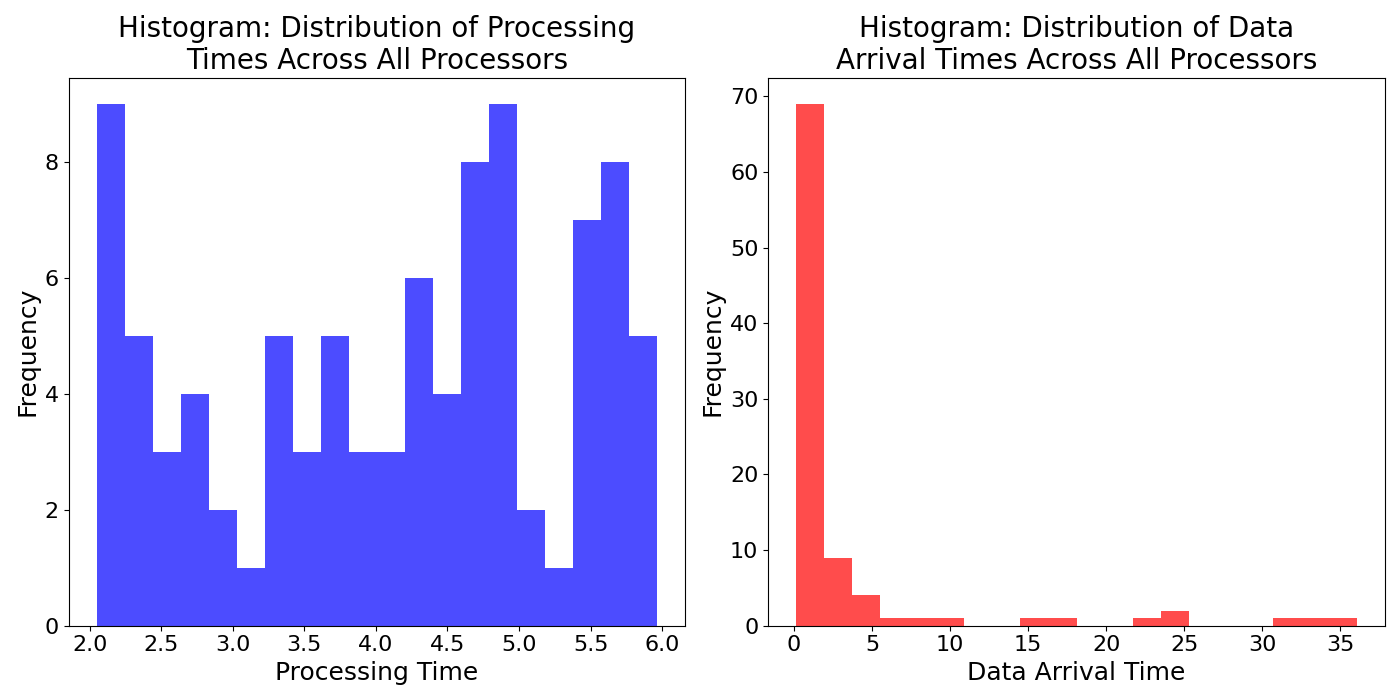 Histogram: Distribution of Processing
Times Across All Processors
8
6
4
2
0
Frequency
2.0 2.5 3.0 3.5 4.0 4.5 5.0 5.5 6.0
Processing Time
Histogram: Distribution of Data
Arrival Times Across All Processors
70
60
50
40
30
20
10
0
Frequency
0 5 10 15 20 25 30 35
Data Arrival Time